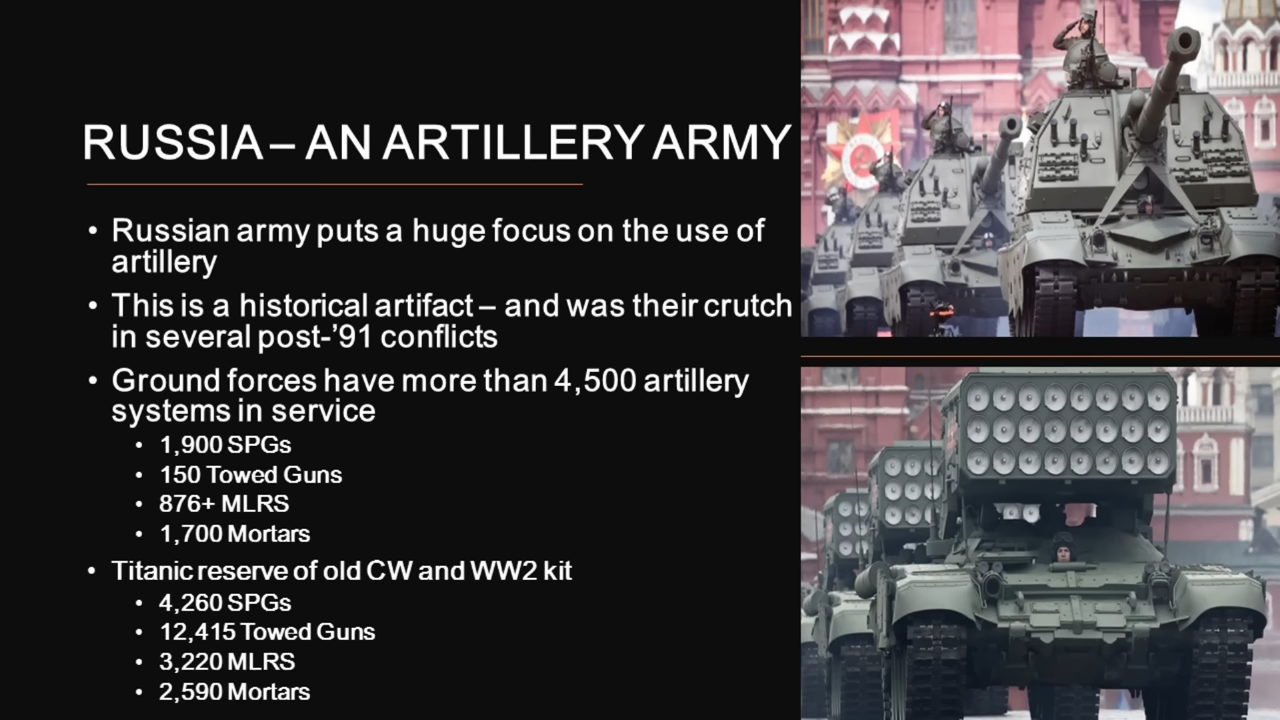 RUSSIA – AN ARTILLERY ARMY
• Russian army puts a huge focus on the use of
artillery
• This is a historical artifact – and was their crutch
in several post-’91 conflicts
• Ground forces have more than 4,500 artillery
systems in service
• 1,900 SPGs
• 150 Towed Guns
• 876+ MLRS
• 1,700 Mortars
• Titanic reserve of old CW and WW2 kit
• 4,260 SPGs
• 12,415 Towed Guns
• 3,220 MLRS
• 2,590 Mortars